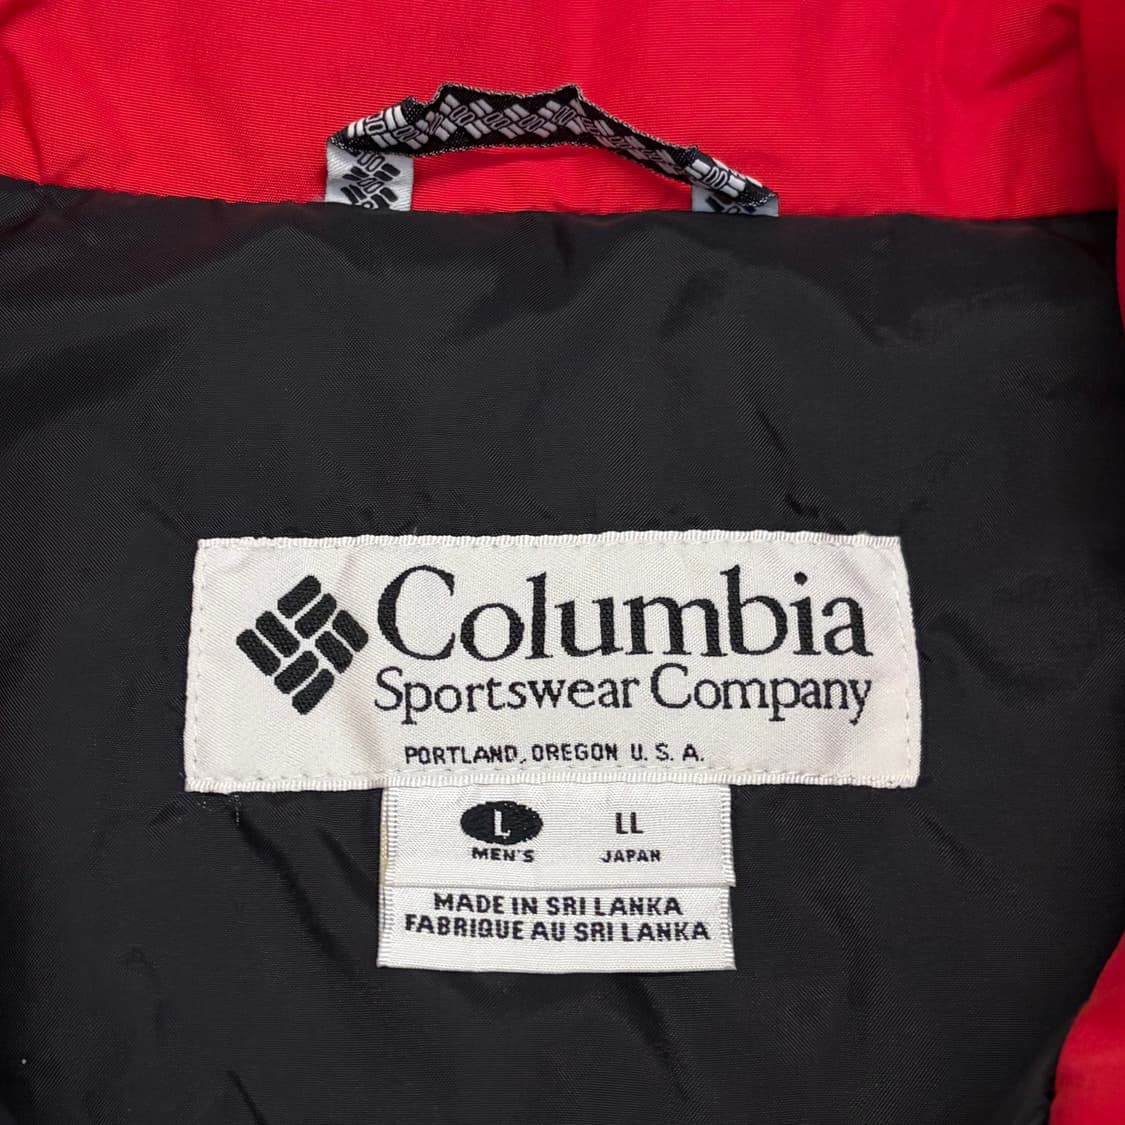 Columbia
Sportswear Company
PORTLAND, OREGON U. S. A.
L LL
MEN'S JAPAN
MADE IN SRI LANKA
FABRIQUE AU SRI LANKA